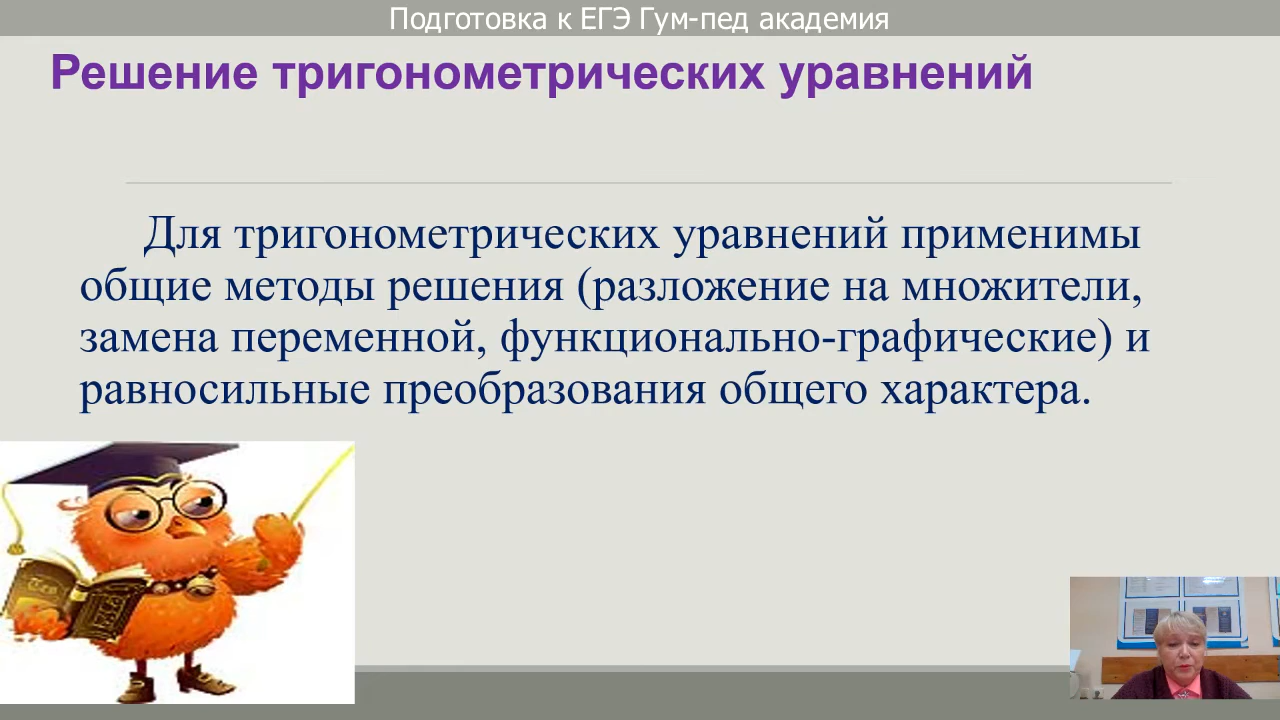 Подготовка к ЕГЭ Гум-пед академия
Решение тригонометрических уравнений
Для тригонометрических уравнений применимы
общие методы решения (разложение на множители,
замена переменной, функционально-графические) и
равносильные преобразования общего характера.